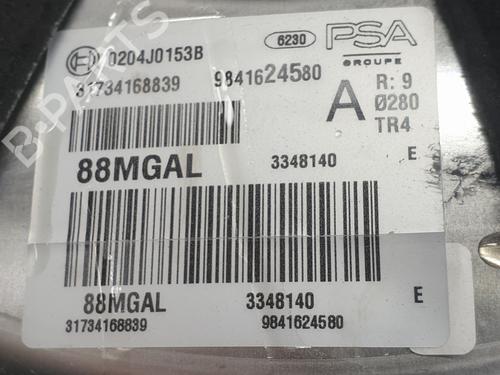 0204J0153B 6230 PSA
GROUPE
31734168839 9841624580 R: 9
A Ø280
TR4
88MGAL 3348140 E
88MGAL 3348140 E
31734168839 9841624580
B-PARTS